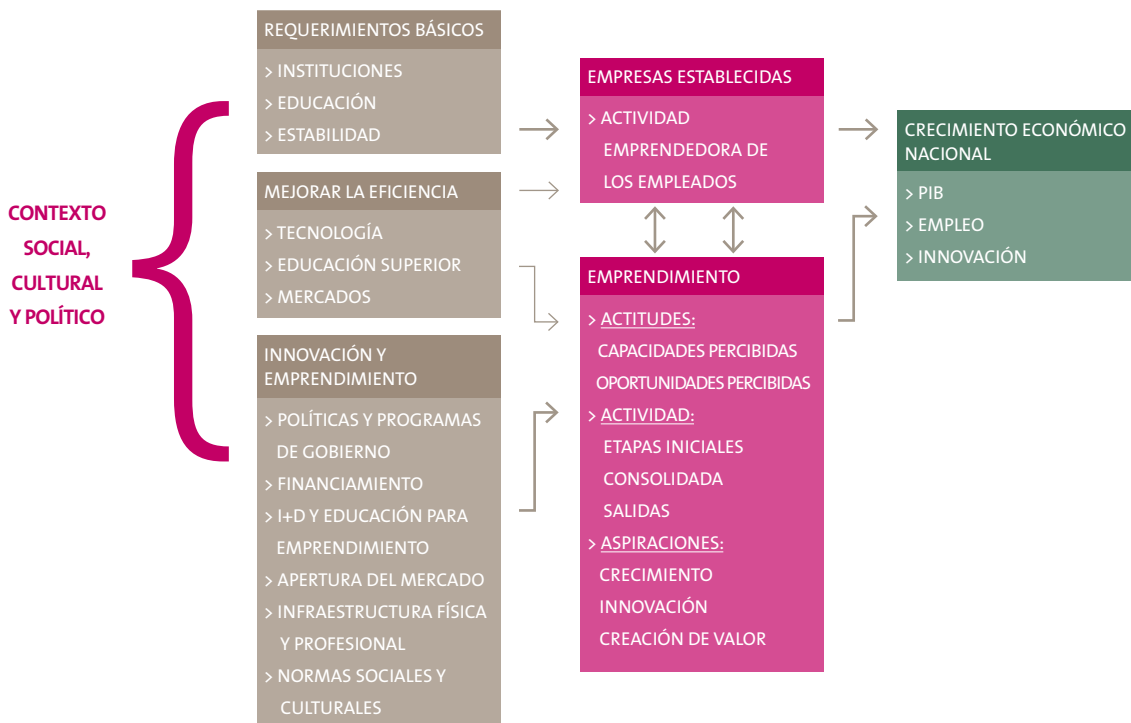 CONTEXTO
SOCIAL,
CULTURAL
Y POLÍTICO
REQUERIMIENTOS BÁSICOS
> INSTITUCIONES
> EDUCACIÓN
> ESTABILIDAD
MEJORAR LA EFICIENCIA
> TECNOLOGÍA
> EDUCACIÓN SUPERIOR
> MERCADOS
INNOVACIÓN Y
EMPRENDIMIENTO
> POLÍTICAS Y PROGRAMAS
DE GOBIERNO
> FINANCIAMIENTO
> I+D Y EDUCACIÓN PARA
EMPRENDIMIENTO
> APERTURA DEL MERCADO
> INFRAESTRUCTURA FÍSICA
Y PROFESIONAL
> NORMAS SOCIALES Y
CULTURALES
EMPRESAS ESTABLECIDAS
> ACTIVIDAD
EMPRENDEDORA DE
LOS EMPLEADOS
EMPRENDIMIENTO
> ACTITUDES:
CAPACIDADES PERCIBIDAS
OPORTUNIDADES PERCIBIDAS
> ACTIVIDAD:
ETAPAS INICIALES
CONSOLIDADA
SALIDAS
> ASPIRACIONES:
CRECIMIENTO
INNOVACIÓN
CREACIÓN DE VALOR
CRECIMIENTO ECONÓMICO
NACIONAL
> PIB
> EMPLEO
> INNOVACIÓN